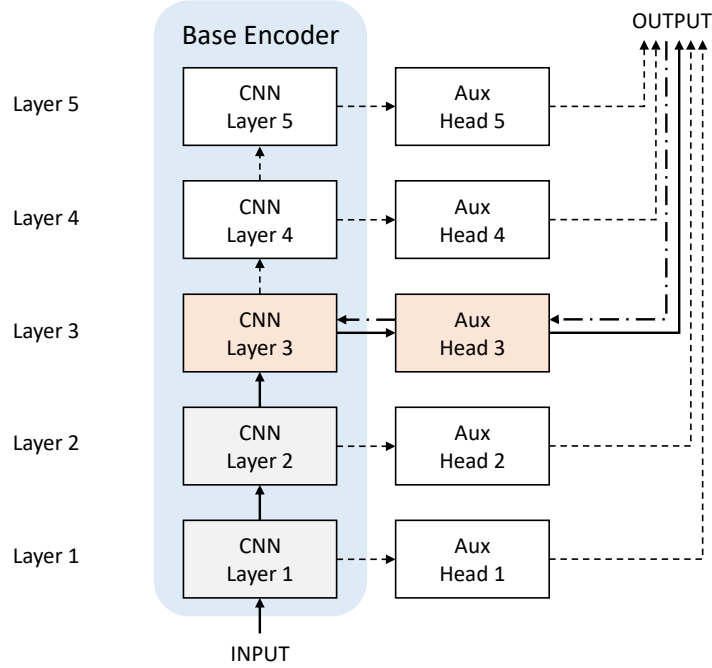 OUTPUT
Base Encoder
Layer 5
CNN
Layer 5
Aux
Head 5
Layer 4
CNN
Layer 4
Aux
Head 4
Layer 3
CNN
Layer 3
Aux
Head 3
Layer 2
CNN
Layer 2
Aux
Head 2
Layer 1
CNN
Layer 1
Aux
Head 1
INPUT